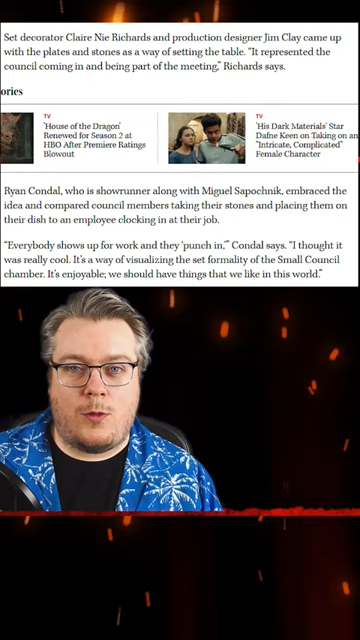 Set decorator Claire Nie Richards and production designer Jim Clay came up
with the plates and stones as a way of setting the table. “It represented the
council coming in and being part of the meeting,” Richards says.
ories
TV
'House of the Dragon'
Renewed for Season 2 at
HBO After Premiere Ratings
Blowout
TV
'His Dark Materials' Star
Dafne Keen on Taking on an
"Intricate, Complicated"
Female Character
Ryan Condal, who is showrunner along with Miguel Sapochnik, embraced the
idea and compared council members taking their stones and placing them on
their dish to an employee clocking in at their job.
“Everybody shows up for work and they ‘punch in,’” Condal says. “I thought it
was really cool. It’s a way of visualizing the set formality of the Small Council
chamber. It’s enjoyable; we should have things that we like in this world.”